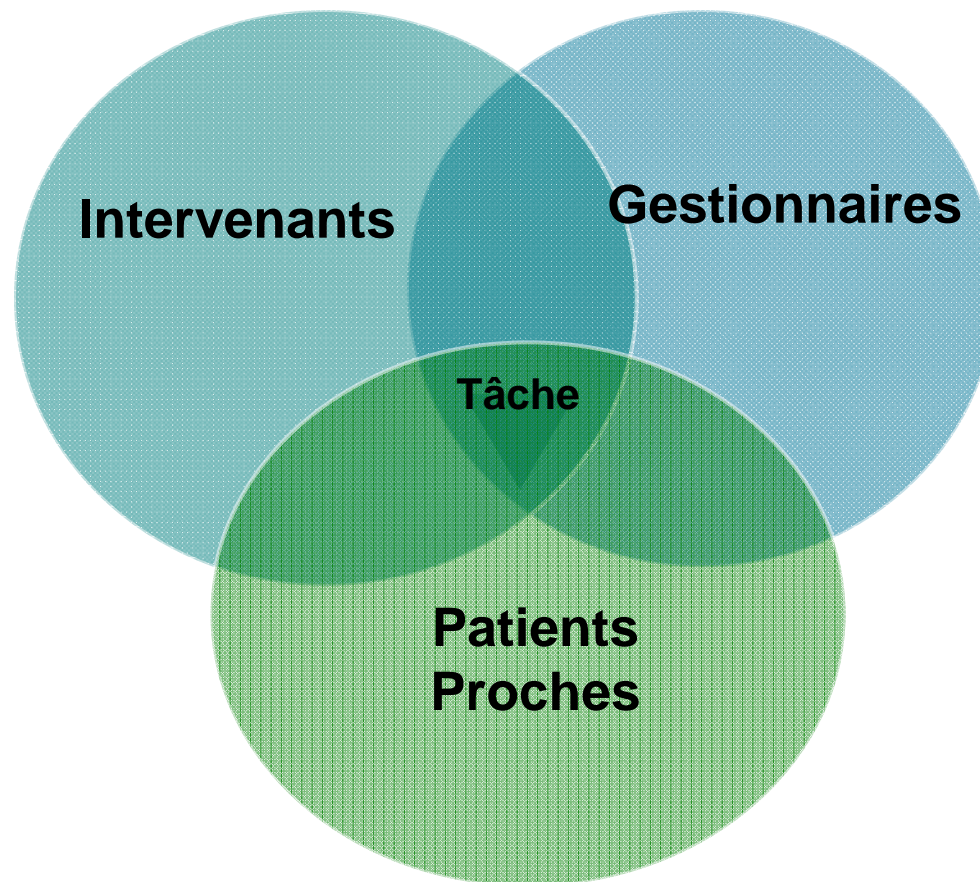 Intervenants
Gestionnaires
Tâche
Patients
Proches